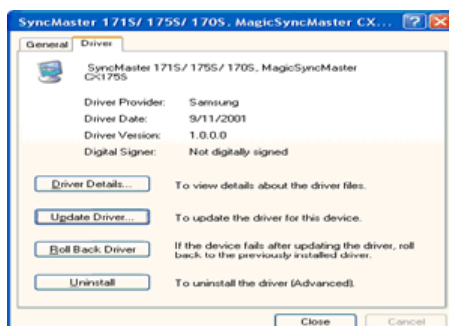 SyncMaster 171S/ 175S/ 170S, MagicSyncMaster CX...
General
Driver
SyncMaster 171S/ 175S/ 170S, MagicSyncMaster
CX175S
Driver Provider: Samsung
Driver Date: 9/11/2001
Driver Version: 1.0.0.0
Digital Signer: Not digitally signed
Driver Details... To view details about the driver files.
Update Driver... To update the driver for this device.
Roll Back Driver If the device fails after updating the driver, roll
back to the previously installed driver.
Uninstall To uninstall the driver (Advanced).
Close Cancel